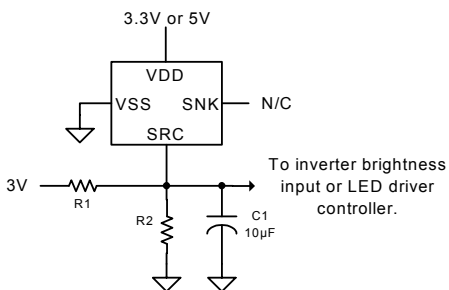 3.3V or 5V
VDD
VSS SNK N/C
SRC
To inverter brightness
input or LED driver
controller.
3V
R1
R2
C1
10µF